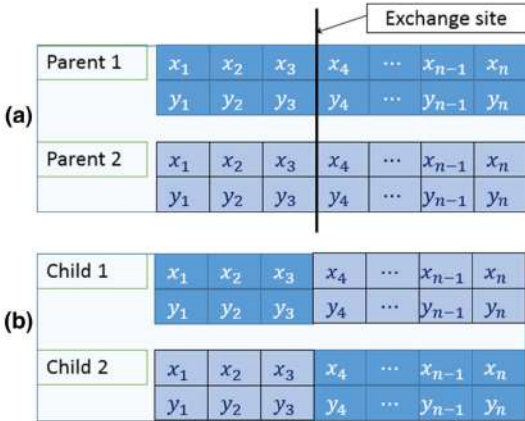 Exchange site
Parent 1
x₁ x₂ x₃ x₄ ⋯ xₙ₋₁ xₙ
y₁ y₂ y₃ y₄ ⋯ yₙ₋₁ yₙ
(a)
Parent 2
x₁ x₂ x₃ x₄ ⋯ xₙ₋₁ xₙ
y₁ y₂ y₃ y₄ ⋯ yₙ₋₁ yₙ
Child 1
x₁ x₂ x₃ x₄ ⋯ xₙ₋₁ xₙ
y₁ y₂ y₃ y₄ ⋯ yₙ₋₁ yₙ
(b)
Child 2
x₁ x₂ x₃ x₄ ⋯ xₙ₋₁ xₙ
y₁ y₂ y₃ y₄ ⋯ yₙ₋₁ yₙ